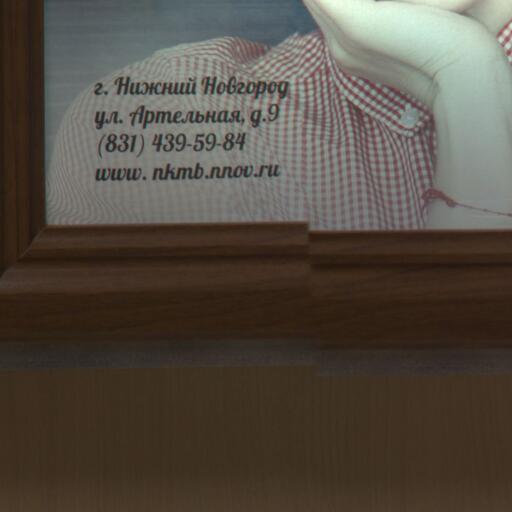 г. Нижний Новгород
ул. Артельная, д.9
(831) 439-59-84
www. nkmb.nnov.ru